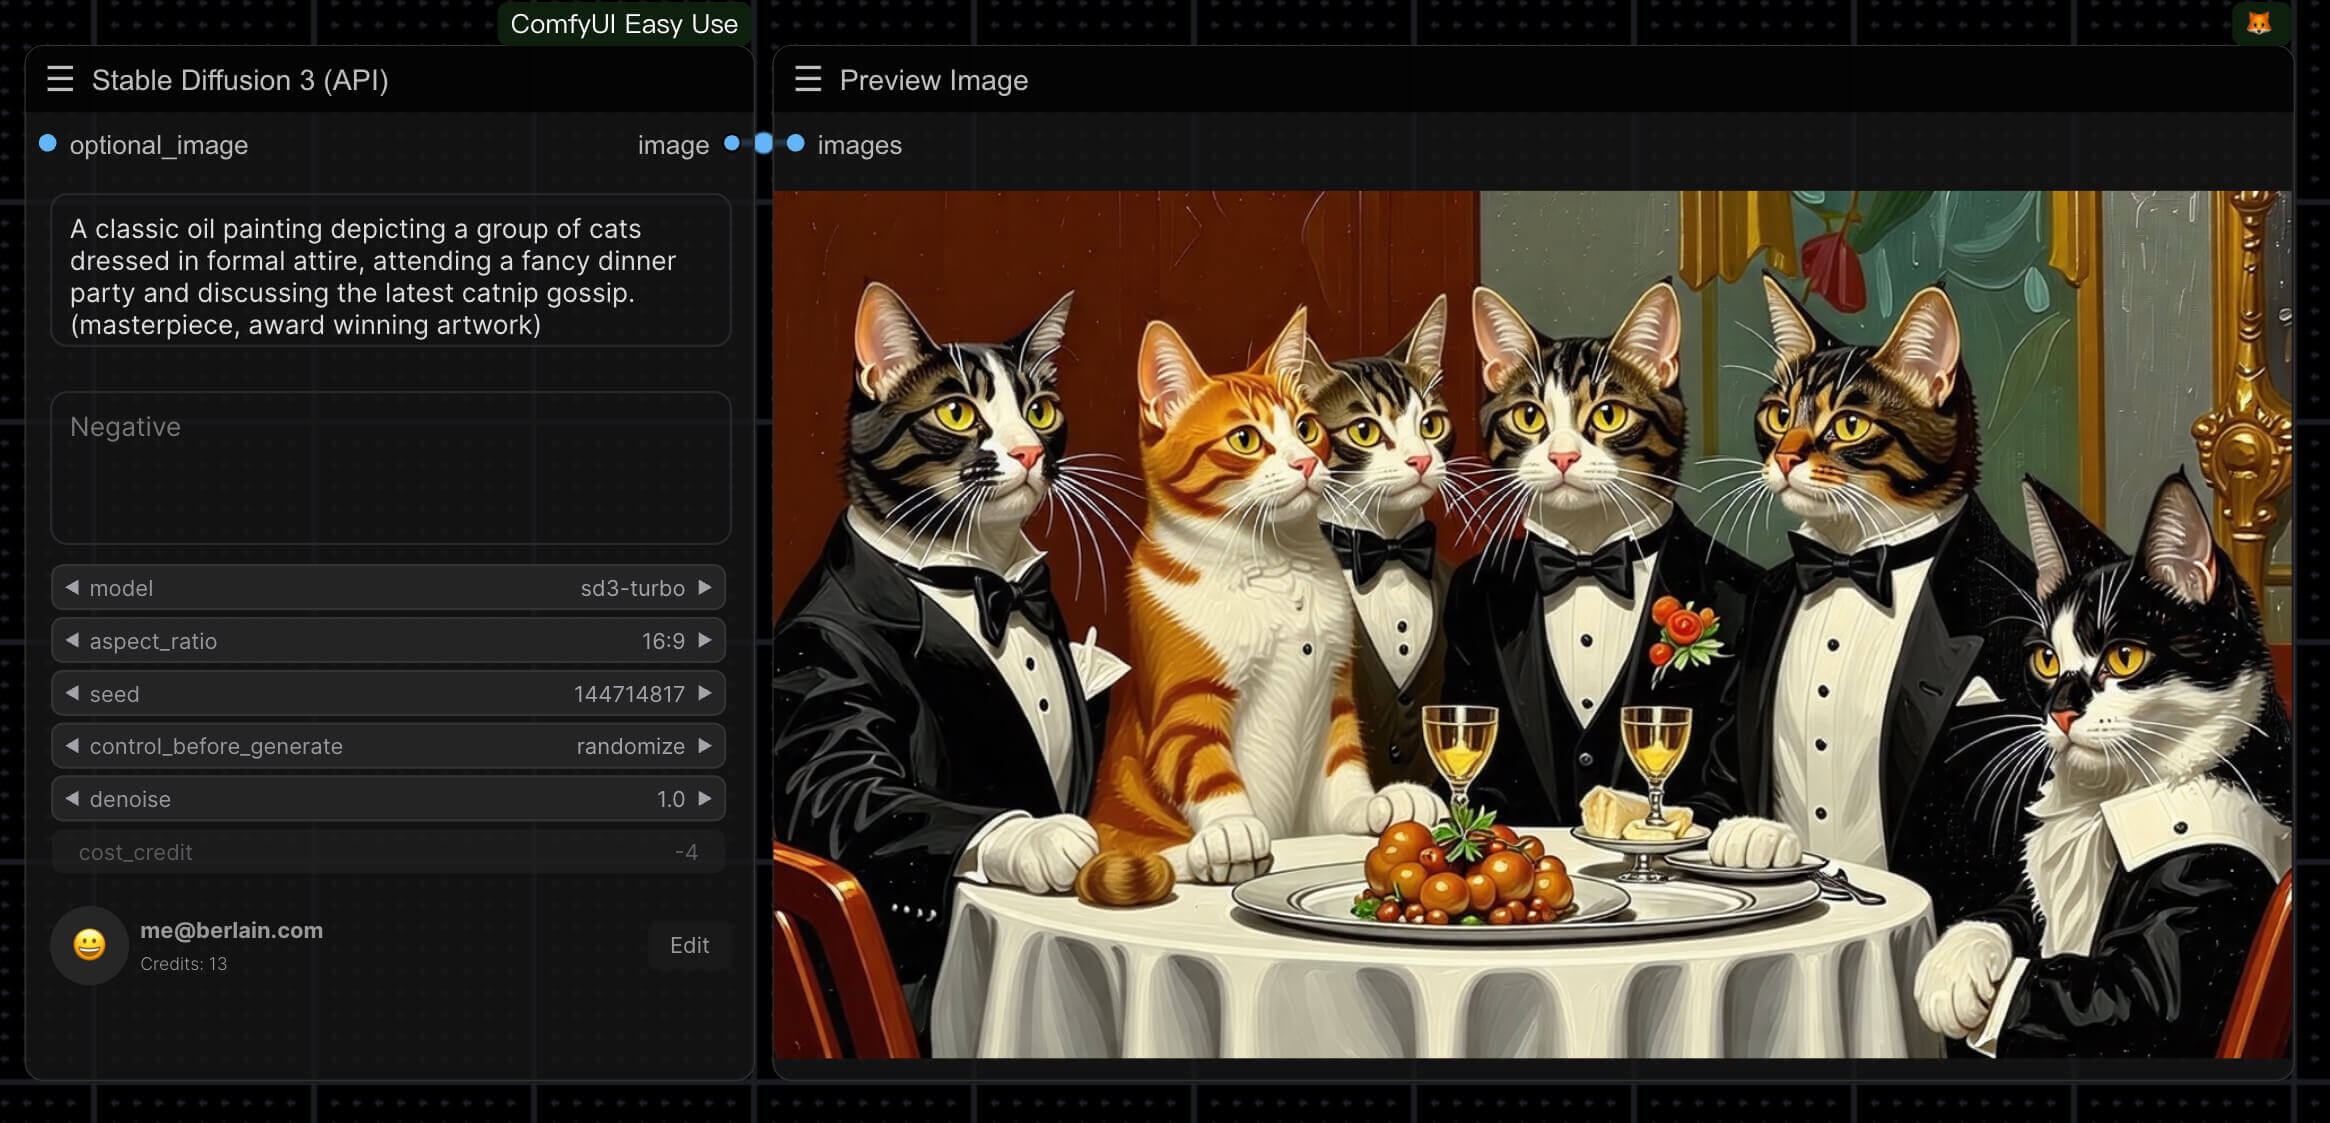 ComfyUI Easy Use
Stable Diffusion 3 (API)
optional_image
image
A classic oil painting depicting a group of cats
dressed in formal attire, attending a fancy dinner
party and discussing the latest catnip gossip.
(masterpiece, award winning artwork)
Negative
model sd3-turbo
aspect_ratio 16:9
seed 144714817
control_before_generate randomize
denoise 1.0
cost_credit -4
me@berlain.com
Credits: 13
Edit
Preview Image
images